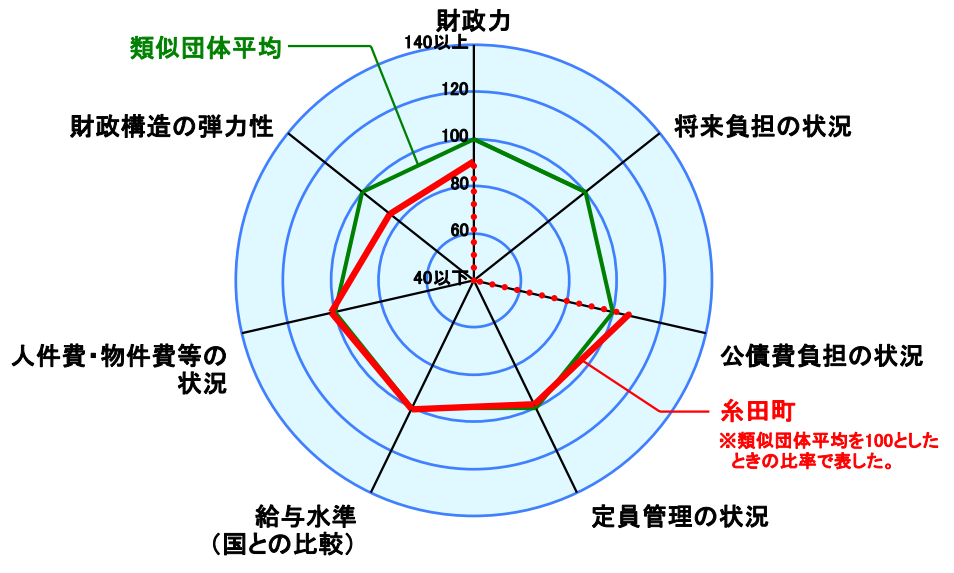 財政力
140以上
類似団体平均
120
財政構造の弾力性
将来負担の状況
100
80
60
40以下
人件費・物件費等の
状況
公債費負担の状況
糸田町
※類似団体平均を100とした
ときの比率で表した。
給与水準
（国との比較）
定員管理の状況